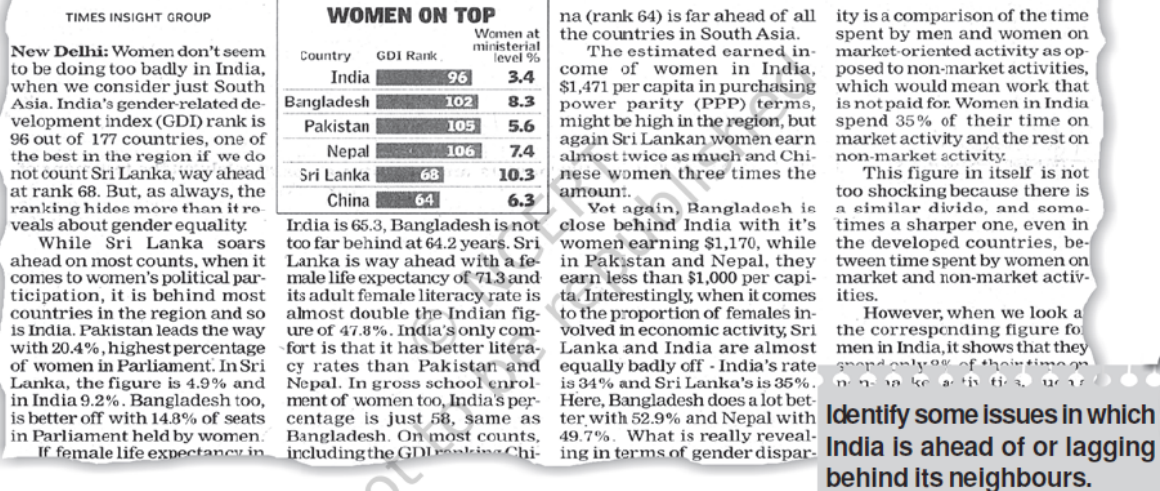 TIMES INSIGHT GROUP
New Delhi: Women don't seem
to be doing too badly in India,
when we consider just South
Asia. India's gender-related de-
velopment index (GDI) rank is
96 out of 177 countries, one of
the best in the region if we do
not count Sri Lanka, way ahead
at rank 68. But, as always, the
ranking hides more than it re-
veals about gender equality.
While Sri Lanka soars
ahead on most counts, when it
comes to women's political par-
ticipation, it is behind most
countries in the region and so
is India. Pakistan leads the way
with 20.4%, highest percentage
of women in Parliament. In Sri
Lanka, the figure is 4.9% and
in India 9.2%. Bangladesh too,
is better off with 14.8% of seats
in Parliament held by women.
If female life expectancy in
WOMEN ON TOP
Country GDI Rank Women at
ministerial
level %
India 96 3.4
Bangladesh 102 8.3
Pakistan 105 5.6
Nepal 106 7.4
Sri Lanka 68 10.3
China 64 6.3
India is 65.3, Bangladesh is not
too far behind at 64.2 years. Sri
Lanka is way ahead with a fe-
male life expectancy of 71.3 and
its adult female literacy rate is
almost double the Indian fig-
ure of 47.8%. India's only com-
fort is that it has better litera-
cy rates than Pakistan and
Nepal. In gross school enrol-
ment of women too, India's per-
centage is just 58, same as
Bangladesh. On most counts,
including the GDI ranking Chi-
na (rank 64) is far ahead of all
the countries in South Asia.
The estimated earned in-
come of women in India,
$1,471 per capita in purchasing
power parity (PPP) terms,
might be high in the region, but
again Sri Lankan women earn
almost twice as much and Chi-
nese women three times the
amount.
Yet again, Bangladesh is
close behind India with it's
women earning $1,170, while
in Pakistan and Nepal, they
earn less than $1,000 per capi-
ta. Interestingly, when it comes
to the proportion of females in-
volved in economic activity, Sri
Lanka and India are almost
equally badly off - India's rate
is 34% and Sri Lanka's is 35%.
Here, Bangladesh does a lot bet-
ter with 52.9% and Nepal with
49.7%. What is really reveal-
ing in terms of gender dispar-
ity is a comparison of the time
spent by men and women on
market-oriented activity as op-
posed to non-market activities,
which would mean work that
is not paid for. Women in India
spend 35% of their time on
market activity and the rest on
non-market activity.
This figure in itself is not
too shocking because there is
a similar divide, and some-
times a sharper one, even in
the developed countries, be-
tween time spent by women on
market and non-market activ-
ities.
However, when we look a
the corresponding figure fo
men in India, it shows that they
spend only 8% of their time on
Identify some issues in which
India is ahead of or lagging
behind its neighbours.
© NCERT
not to be republished